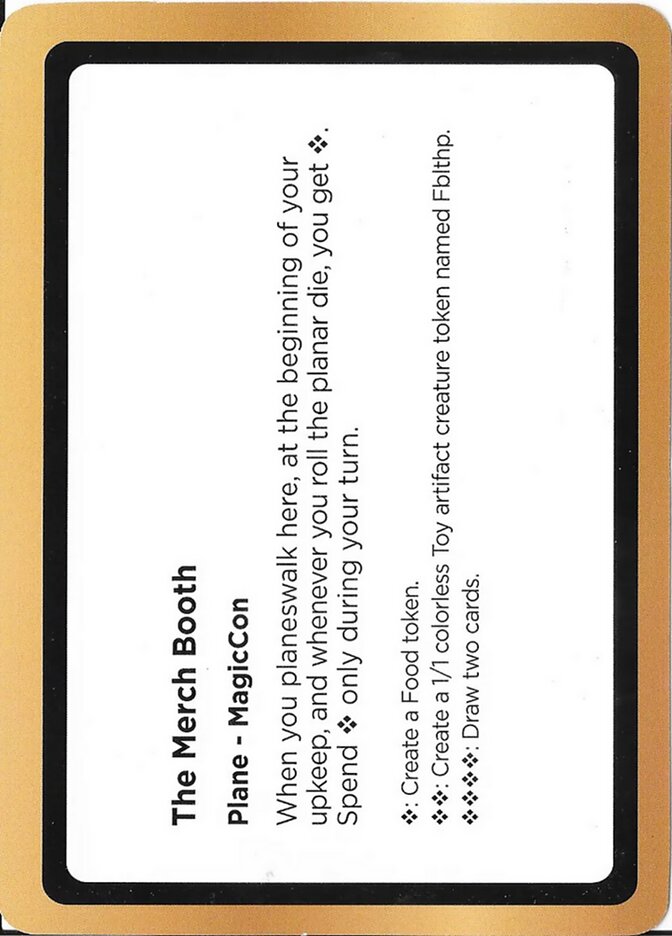 The Merch Booth
Plane - MagicCon
When you planeswalk here, at the beginning of your
upkeep, and whenever you roll the planar die, you get ❖.
Spend ❖ only during your turn.
❖: Create a Food token.
❖❖: Create a 1/1 colorless Toy artifact creature token named Fblthp.
❖❖❖❖: Draw two cards.